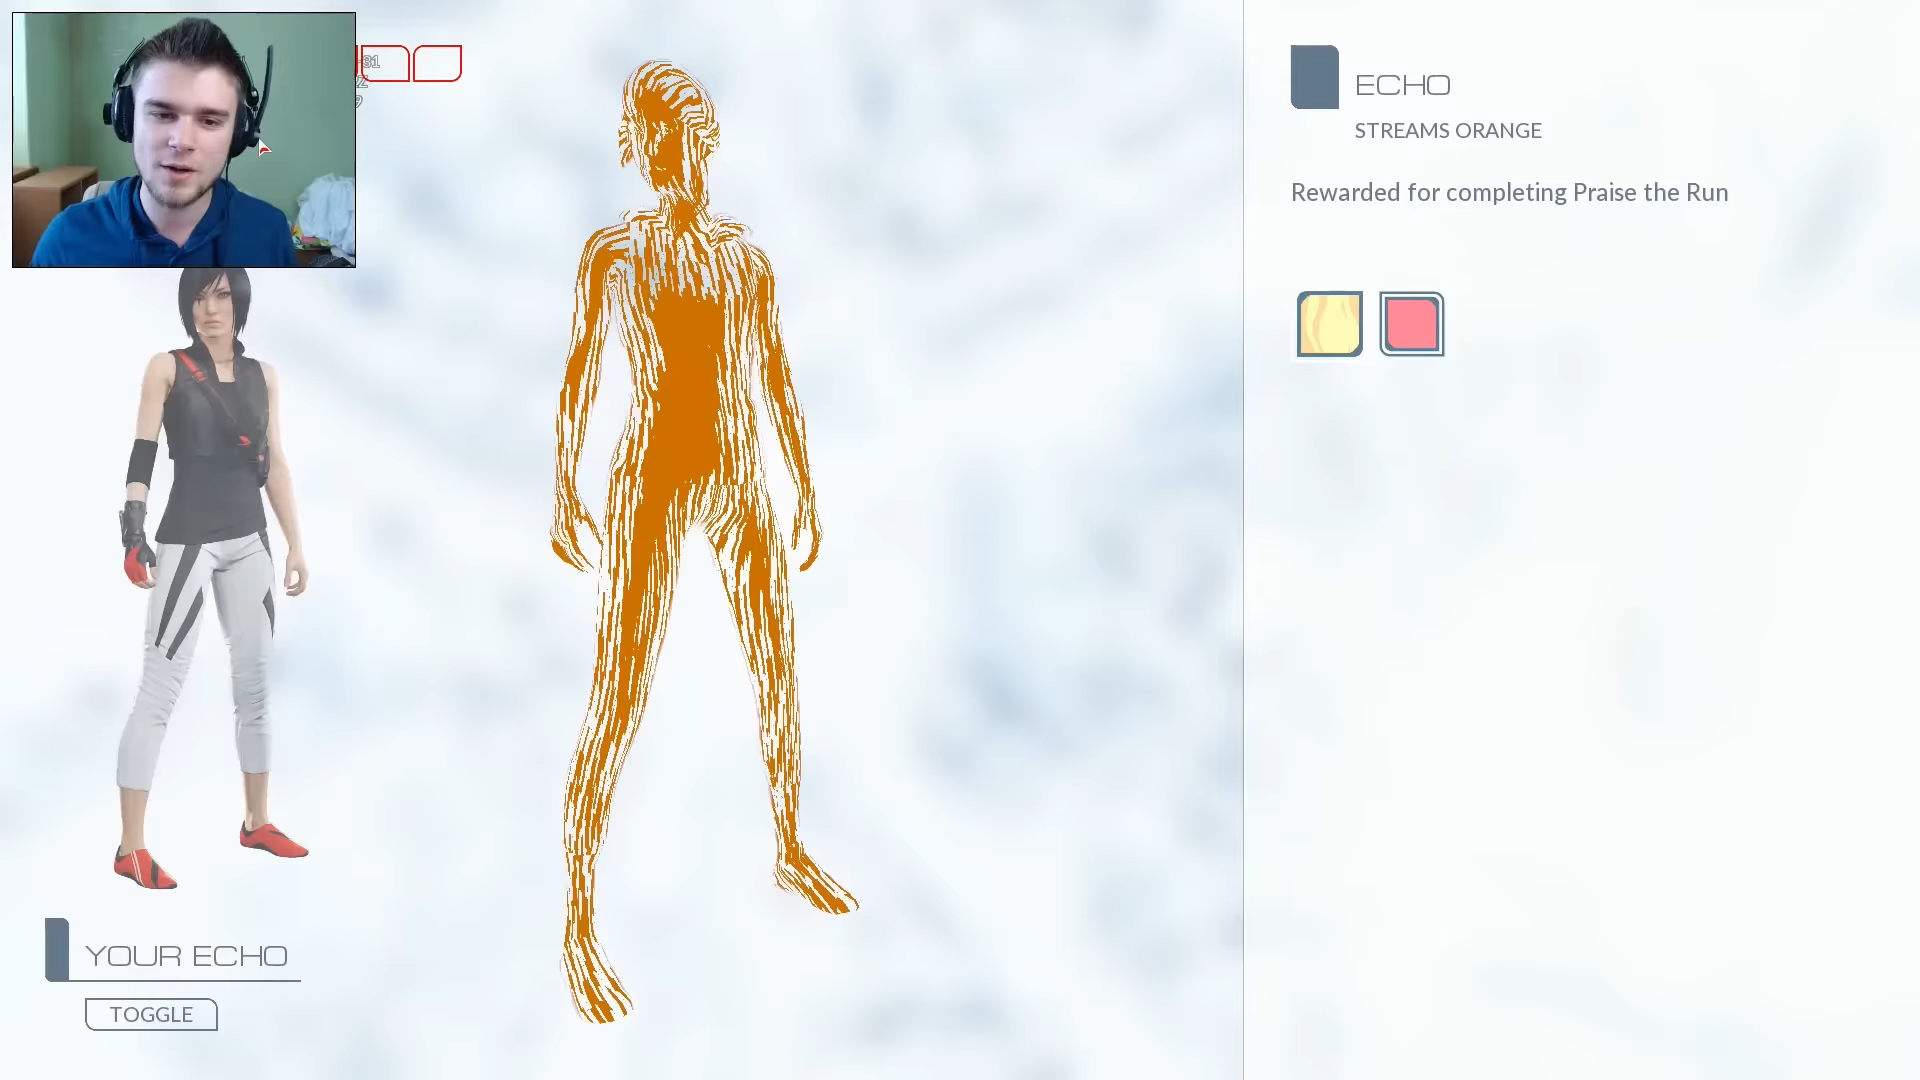 ECHO
STREAMS ORANGE
Rewarded for completing Praise the Run
YOUR ECHO
TOGGLE